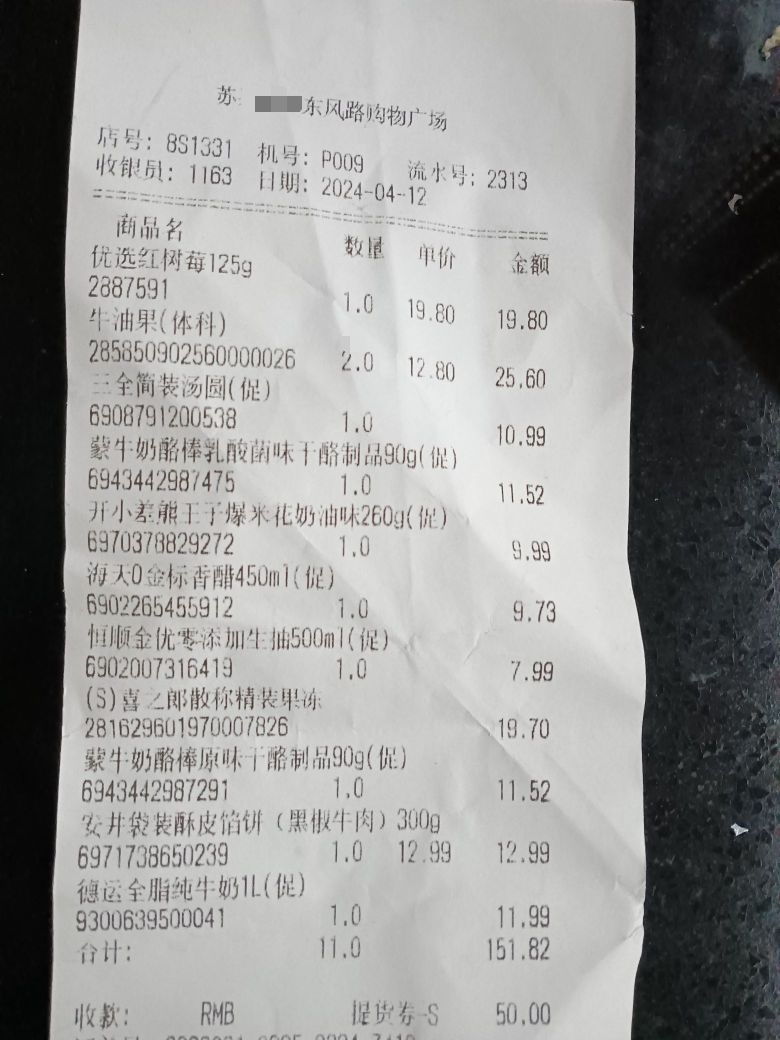 苏 东风路购物广场
店号: 8S1331 机号: P009 流水号: 2313
收银员: 1163 日期: 2024-04-12
商品名 数量 单价 金额
优选红树莓125g
2887591 1.0 19.80 19.80
牛油果(体科)
285850902560000026 2.0 12.80 25.60
三全简装汤圆(促)
6908791200538 1.0 10.99
蒙牛奶酪棒乳酸菌味干酪制品90g(促)
6943442987475 1.0 11.52
开小差熊王子爆米花奶油味260g(促)
6970378829272 1.0 9.99
海天0金标香醋450ml(促)
6902265455912 1.0 9.73
恒顺金优零添加生抽500ml(促)
6902007316419 1.0 7.99
(S)喜之郎散称精装果冻
281629601970007826 19.70
蒙牛奶酪棒原味干酪制品90g(促)
6943442987291 1.0 11.52
安井袋装酥皮馅饼（黑椒牛肉）300g
6971738650239 1.0 12.99 12.99
德运全脂纯牛奶1L(促)
9300639500041 1.0 11.99
合计: 11.0 151.82
收款: RMB 提货券-S 50.00